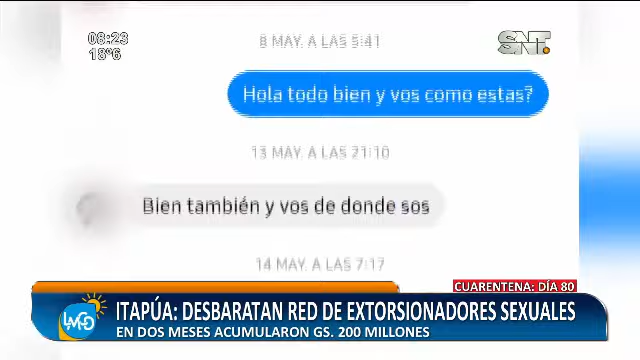 08:23
18°6
8 MAY. A LAS 5:41
SNT.
Hola todo bien y vos como estas?
13 MAY. A LAS 21:10
Bien también y vos de donde sos
14 MAY. A LAS 7:17
CUARENTENA: DÍA 80
LMCD
ITAPÚA: DESBARATAN RED DE EXTORSIONADORES SEXUALES
EN DOS MESES ACUMULARON GS. 200 MILLONES